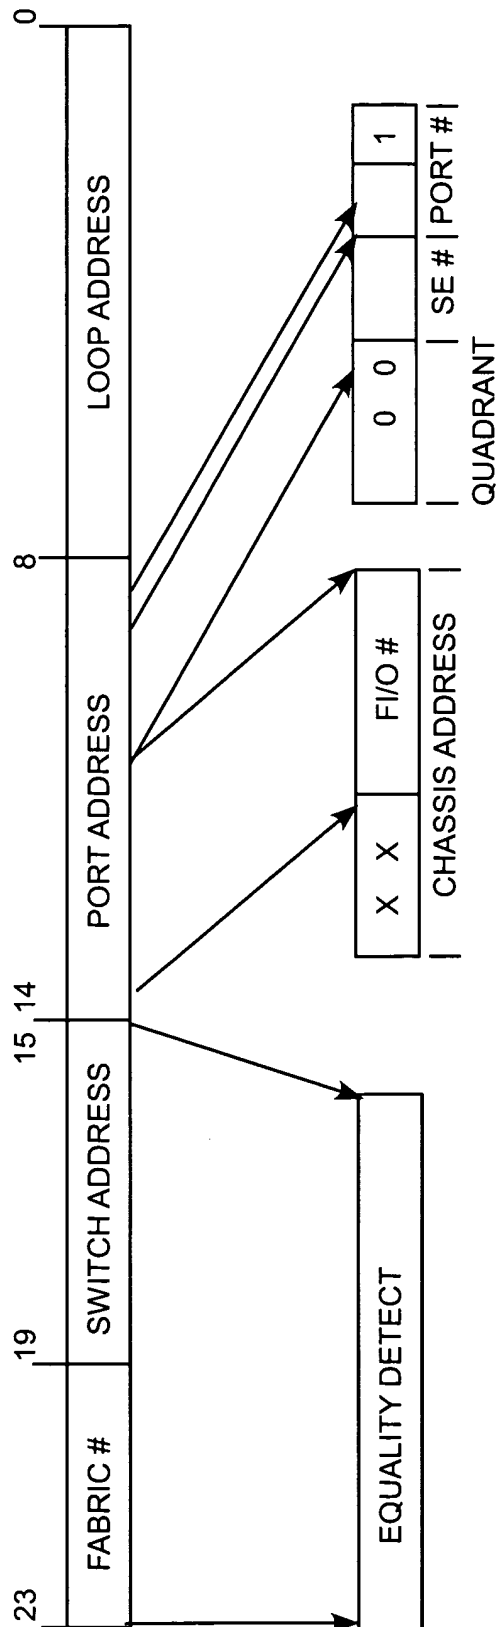 23 19 15 14 8 0
FABRIC # SWITCH ADDRESS PORT ADDRESS LOOP ADDRESS
EQUALITY DETECT X X FI/O # 0 0 1
CHASSIS ADDRESS SE # PORT #
QUADRANT